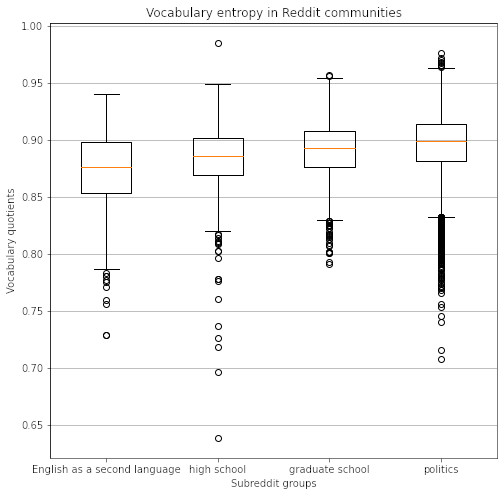 Vocabulary entropy in Reddit communities
1.00
0.95
0.90
0.85
0.80
0.75
0.70
0.65
Vocabulary quotients
English as a second language high school graduate school politics
Subreddit groups